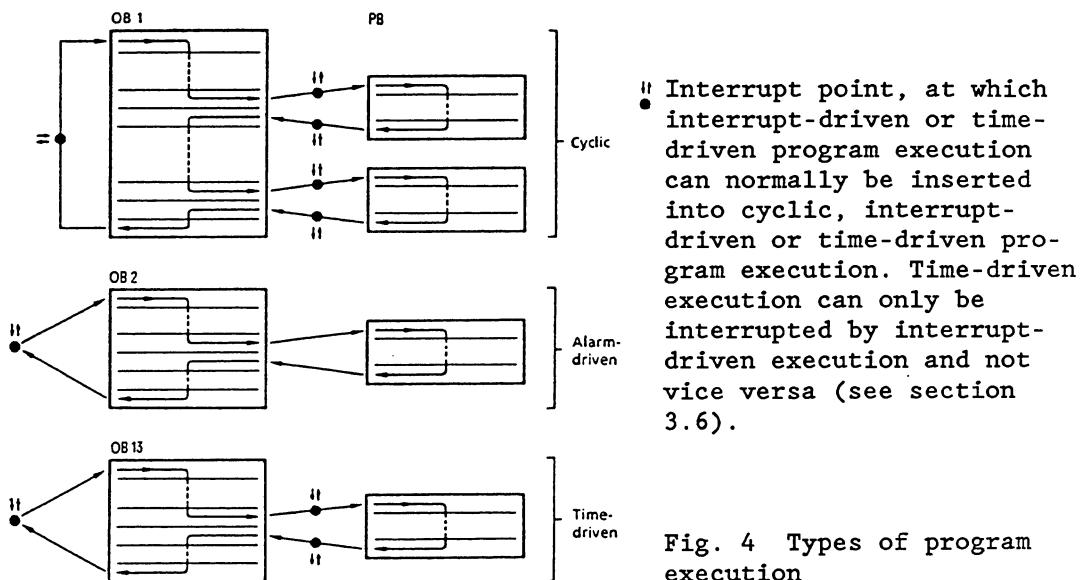 OB 1
PB
Cyclic
OB 2
Alarm-
driven
OB 13
Time-
driven
Interrupt point, at which
interrupt-driven or time-
driven program execution
can normally be inserted
into cyclic, interrupt-
driven or time-driven pro-
gram execution. Time-driven
execution can only be
interrupted by interrupt-
driven execution and not
vice versa (see section
3.6).
Fig. 4 Types of program
execution